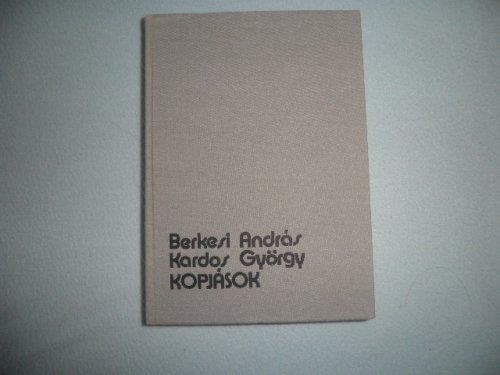 Berkesi András
Kardos György
KOPJÁSOK